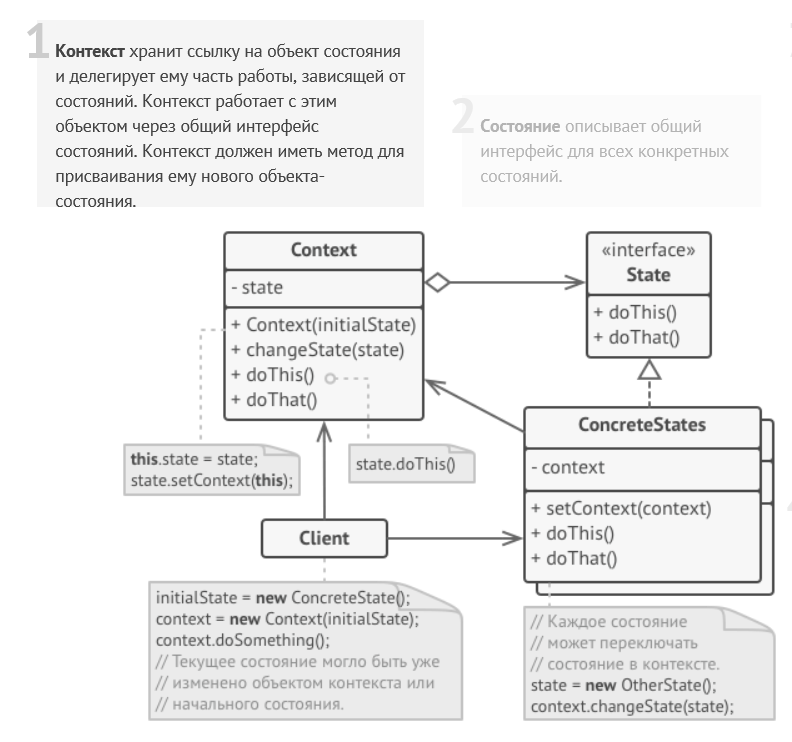 1
Контекст хранит ссылку на объект состояния
и делегирует ему часть работы, зависящей от
состояний. Контекст работает с этим
объектом через общий интерфейс
состояний. Контекст должен иметь метод для
присваивания ему нового объекта-
состояния.
2
Состояние описывает общий
интерфейс для всех конкретных
состояний.
Context
- state
+ Context(initialState)
+ changeState(state)
+ doThis()
+ doThat()
«interface»
State
+ doThis()
+ doThat()
this.state = state;
state.setContext(this);
state.doThis()
ConcreteStates
- context
+ setContext(context)
+ doThis()
+ doThat()
Client
initialState = new ConcreteState();
context = new Context(initialState);
context.doSomething();
// Текущее состояние могло быть уже
// изменено объектом контекста или
// начального состояния.
// Каждое состояние
// может переключать
// состояние в контексте.
state = new OtherState();
context.changeState(state);